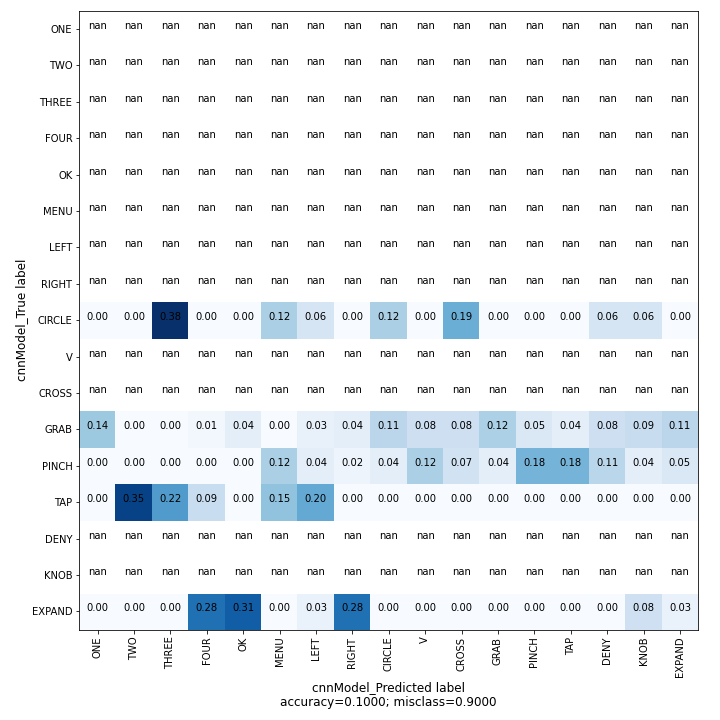 ONE nan nan nan nan nan nan nan nan nan nan nan nan nan nan nan nan nan
TWO nan nan nan nan nan nan nan nan nan nan nan nan nan nan nan nan nan
THREE nan nan nan nan nan nan nan nan nan nan nan nan nan nan nan nan nan
FOUR nan nan nan nan nan nan nan nan nan nan nan nan nan nan nan nan nan
OK nan nan nan nan nan nan nan nan nan nan nan nan nan nan nan nan nan
MENU nan nan nan nan nan nan nan nan nan nan nan nan nan nan nan nan nan
LEFT nan nan nan nan nan nan nan nan nan nan nan nan nan nan nan nan nan
RIGHT nan nan nan nan nan nan nan nan nan nan nan nan nan nan nan nan nan
CIRCLE 0.00 0.00 0.38 0.00 0.00 0.12 0.06 0.00 0.12 0.00 0.19 0.00 0.00 0.00 0.06 0.06 0.00
V nan nan nan nan nan nan nan nan nan nan nan nan nan nan nan nan nan
CROSS nan nan nan nan nan nan nan nan nan nan nan nan nan nan nan nan nan
GRAB 0.14 0.00 0.00 0.01 0.04 0.00 0.03 0.04 0.11 0.08 0.08 0.12 0.05 0.04 0.08 0.09 0.11
PINCH 0.00 0.00 0.00 0.00 0.00 0.12 0.04 0.02 0.04 0.12 0.07 0.04 0.18 0.18 0.11 0.04 0.05
TAP 0.00 0.35 0.22 0.09 0.00 0.15 0.20 0.00 0.00 0.00 0.00 0.00 0.00 0.00 0.00 0.00 0.00
DENY nan nan nan nan nan nan nan nan nan nan nan nan nan nan nan nan nan
KNOB nan nan nan nan nan nan nan nan nan nan nan nan nan nan nan nan nan
EXPAND 0.00 0.00 0.00 0.28 0.31 0.00 0.03 0.28 0.00 0.00 0.00 0.00 0.00 0.00 0.00 0.08 0.03
cnnModel_True label
ONE TWO THREE FOUR OK MENU LEFT RIGHT CIRCLE V CROSS GRAB PINCH TAP DENY KNOB EXPAND
cnnModel_Predicted label
accuracy=0.1000; misclass=0.9000